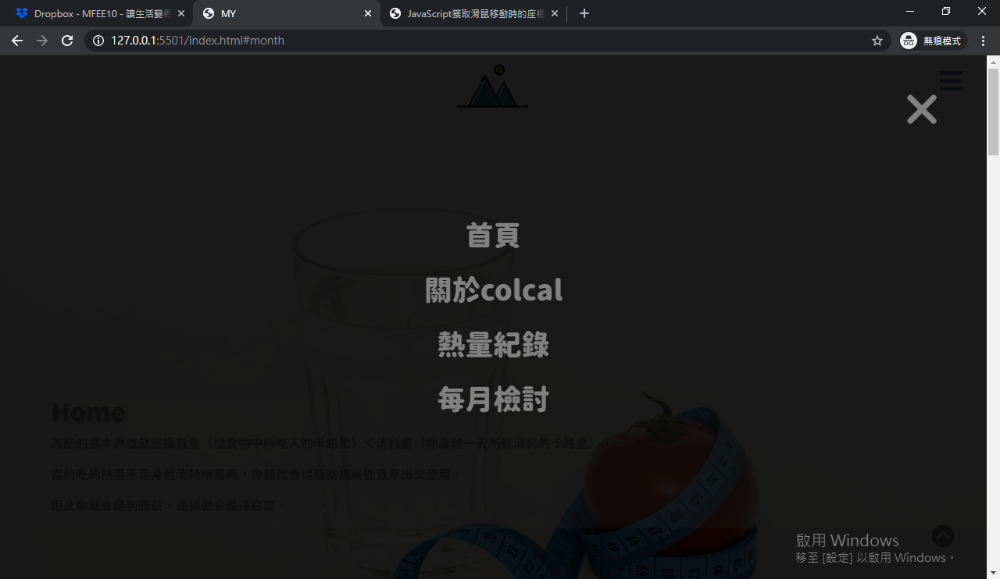 Dropbox - MFEE10 - 讓生活變得
MY
JavaScript獲取滑鼠移動時的座標
127.0.0.1:5501/index.html#month
無痕模式
首頁
關於colcal
熱量紀錄
每月檢討
Home
減肥的基本原理就是攝取量（從食物中所吃入的卡路里）＜消耗量（你身體一天所能消耗的卡路里），
當所吃的熱量不足身體消耗所需時，身體就會從脂肪裡將能量拿出來使用，
因此你就會瘦到脂肪，曲線就會變得窈窕。
啟用 Windows
移至 [設定] 以啟用 Windows。